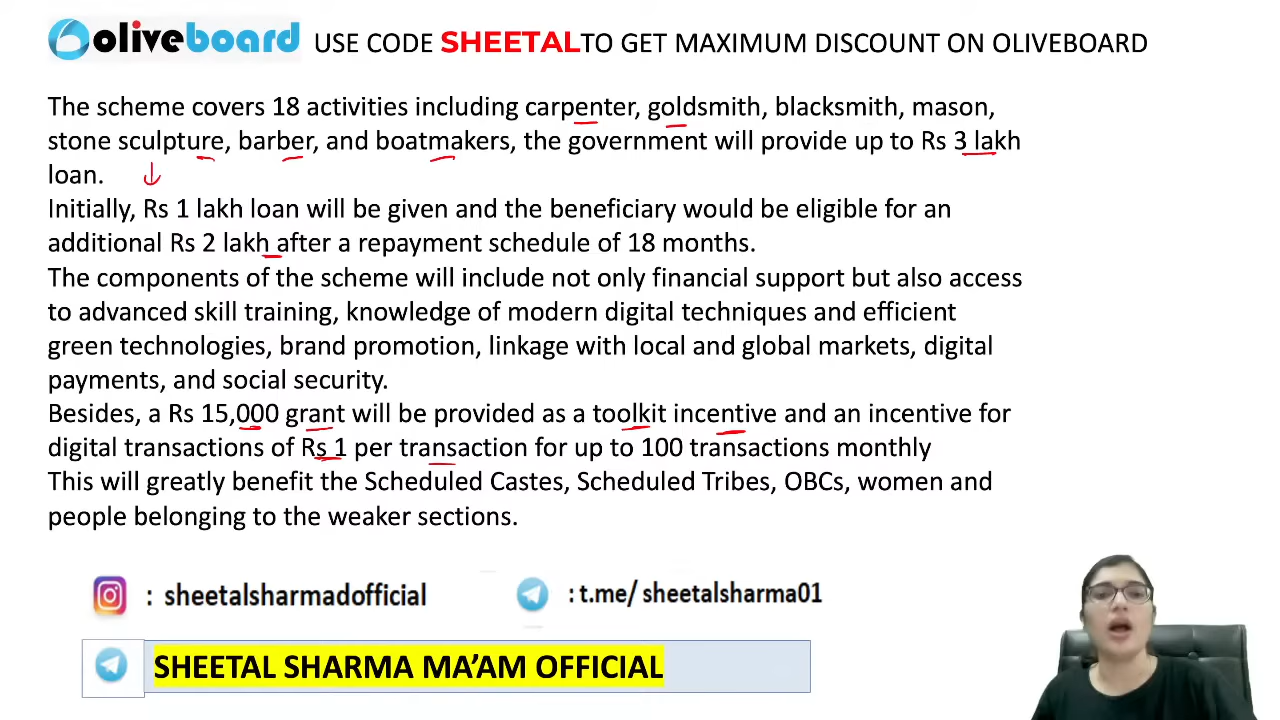 oliveboard USE CODE SHEETAL TO GET MAXIMUM DISCOUNT ON OLIVEBOARD
The scheme covers 18 activities including carpenter, goldsmith, blacksmith, mason,
stone sculpture, barber, and boatmakers, the government will provide up to Rs 3 lakh
loan.
Initially, Rs 1 lakh loan will be given and the beneficiary would be eligible for an
additional Rs 2 lakh after a repayment schedule of 18 months.
The components of the scheme will include not only financial support but also access
to advanced skill training, knowledge of modern digital techniques and efficient
green technologies, brand promotion, linkage with local and global markets, digital
payments, and social security.
Besides, a Rs 15,000 grant will be provided as a toolkit incentive and an incentive for
digital transactions of Rs 1 per transaction for up to 100 transactions monthly
This will greatly benefit the Scheduled Castes, Scheduled Tribes, OBCs, women and
people belonging to the weaker sections.
: sheetalsharmadofficial : t.me/ sheetalsharma01
SHEETAL SHARMA MA’AM OFFICIAL